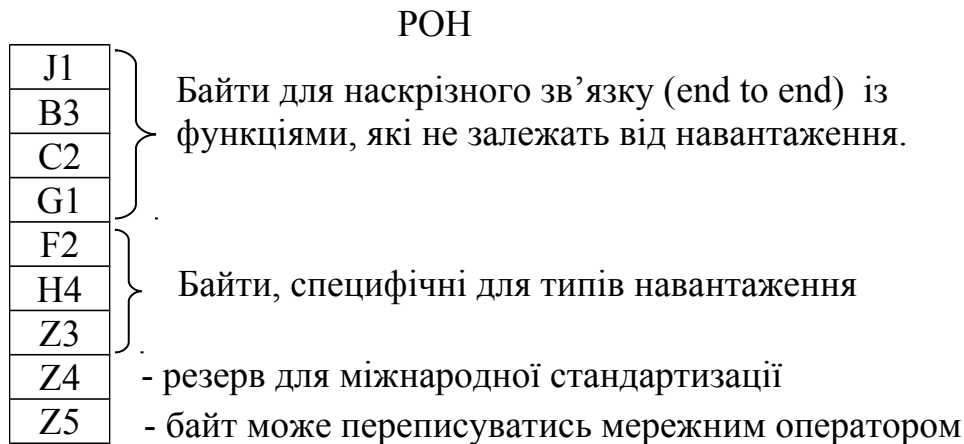 РОН
J1
B3
C2
G1
Байти для наскрізного зв’язку (end to end) із
функціями, які не залежать від навантаження.
F2
H4
Z3
Байти, специфічні для типів навантаження
Z4 - резерв для міжнародної стандартизації
Z5 - байт може переписуватись мережним оператором